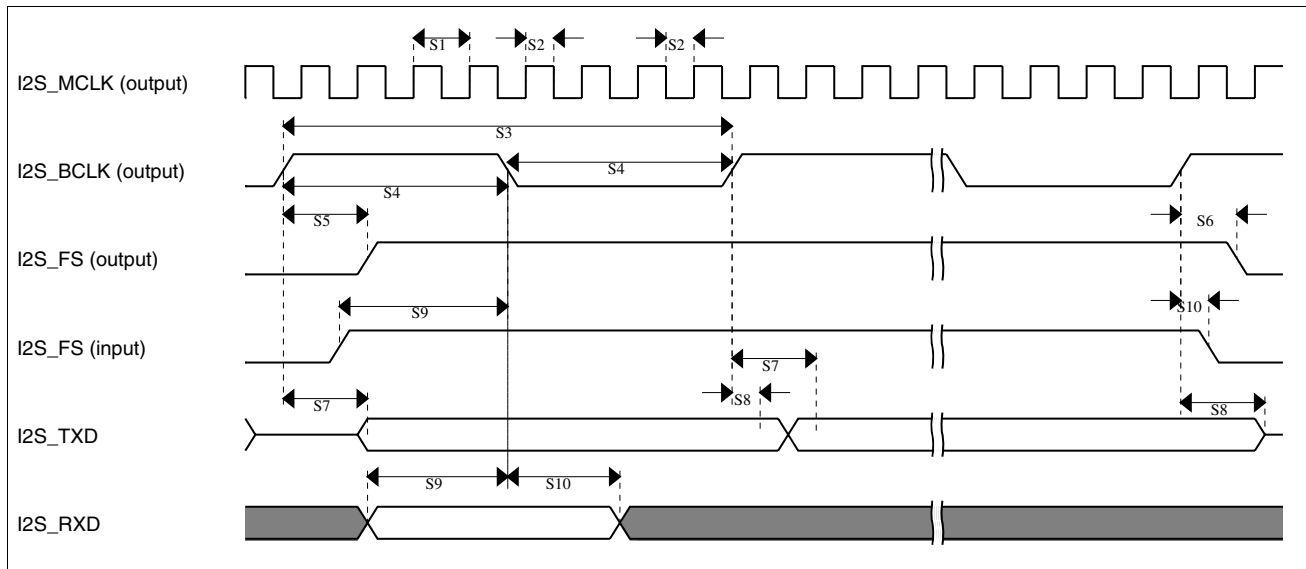 S1 S2 S2
I2S_MCLK (output)
S3
I2S_BCLK (output) S4
S4
S5 S6
I2S_FS (output)
S9 S10
I2S_FS (input)
S7
S7 S8 S8
I2S_TXD
S9 S10
I2S_RXD